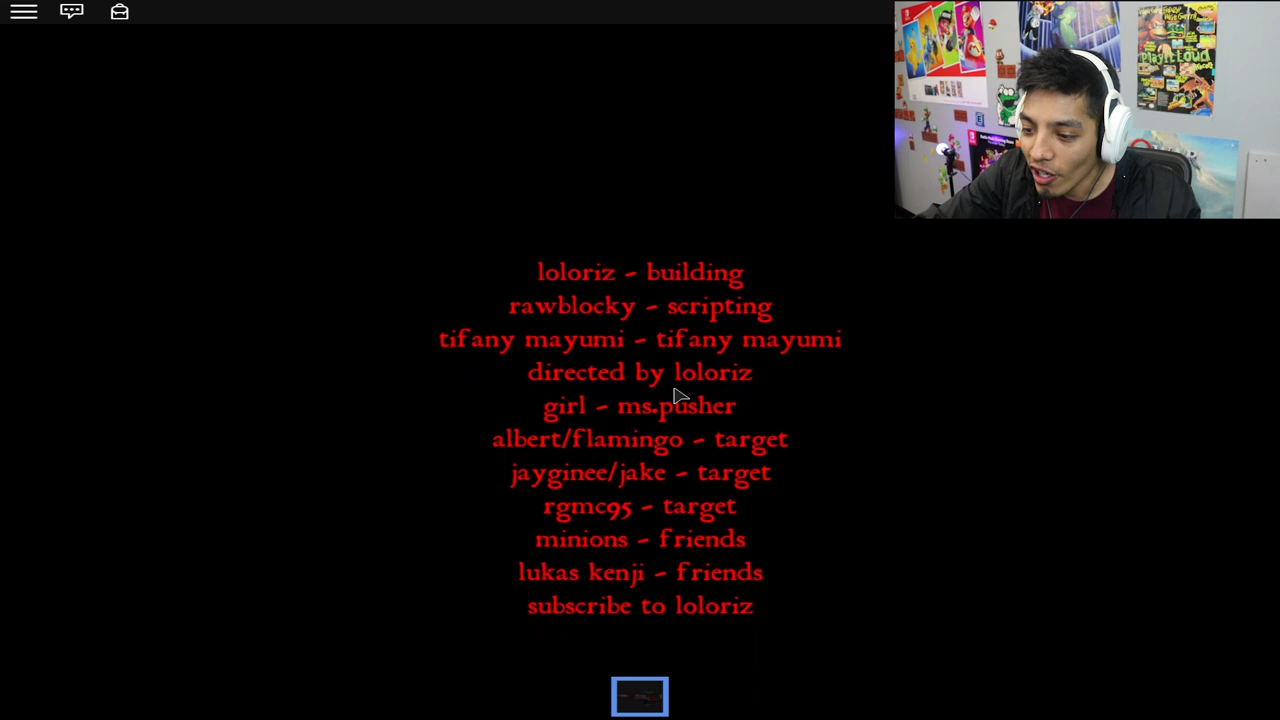 loloriz - building
rawblocky - scripting
tifany mayumi - tifany mayumi
directed by loloriz
girl - ms.pusher
albert/flamingo - target
jayginee/jake - target
rgmc95 - target
minions - friends
lukas kenji - friends
subscribe to loloriz